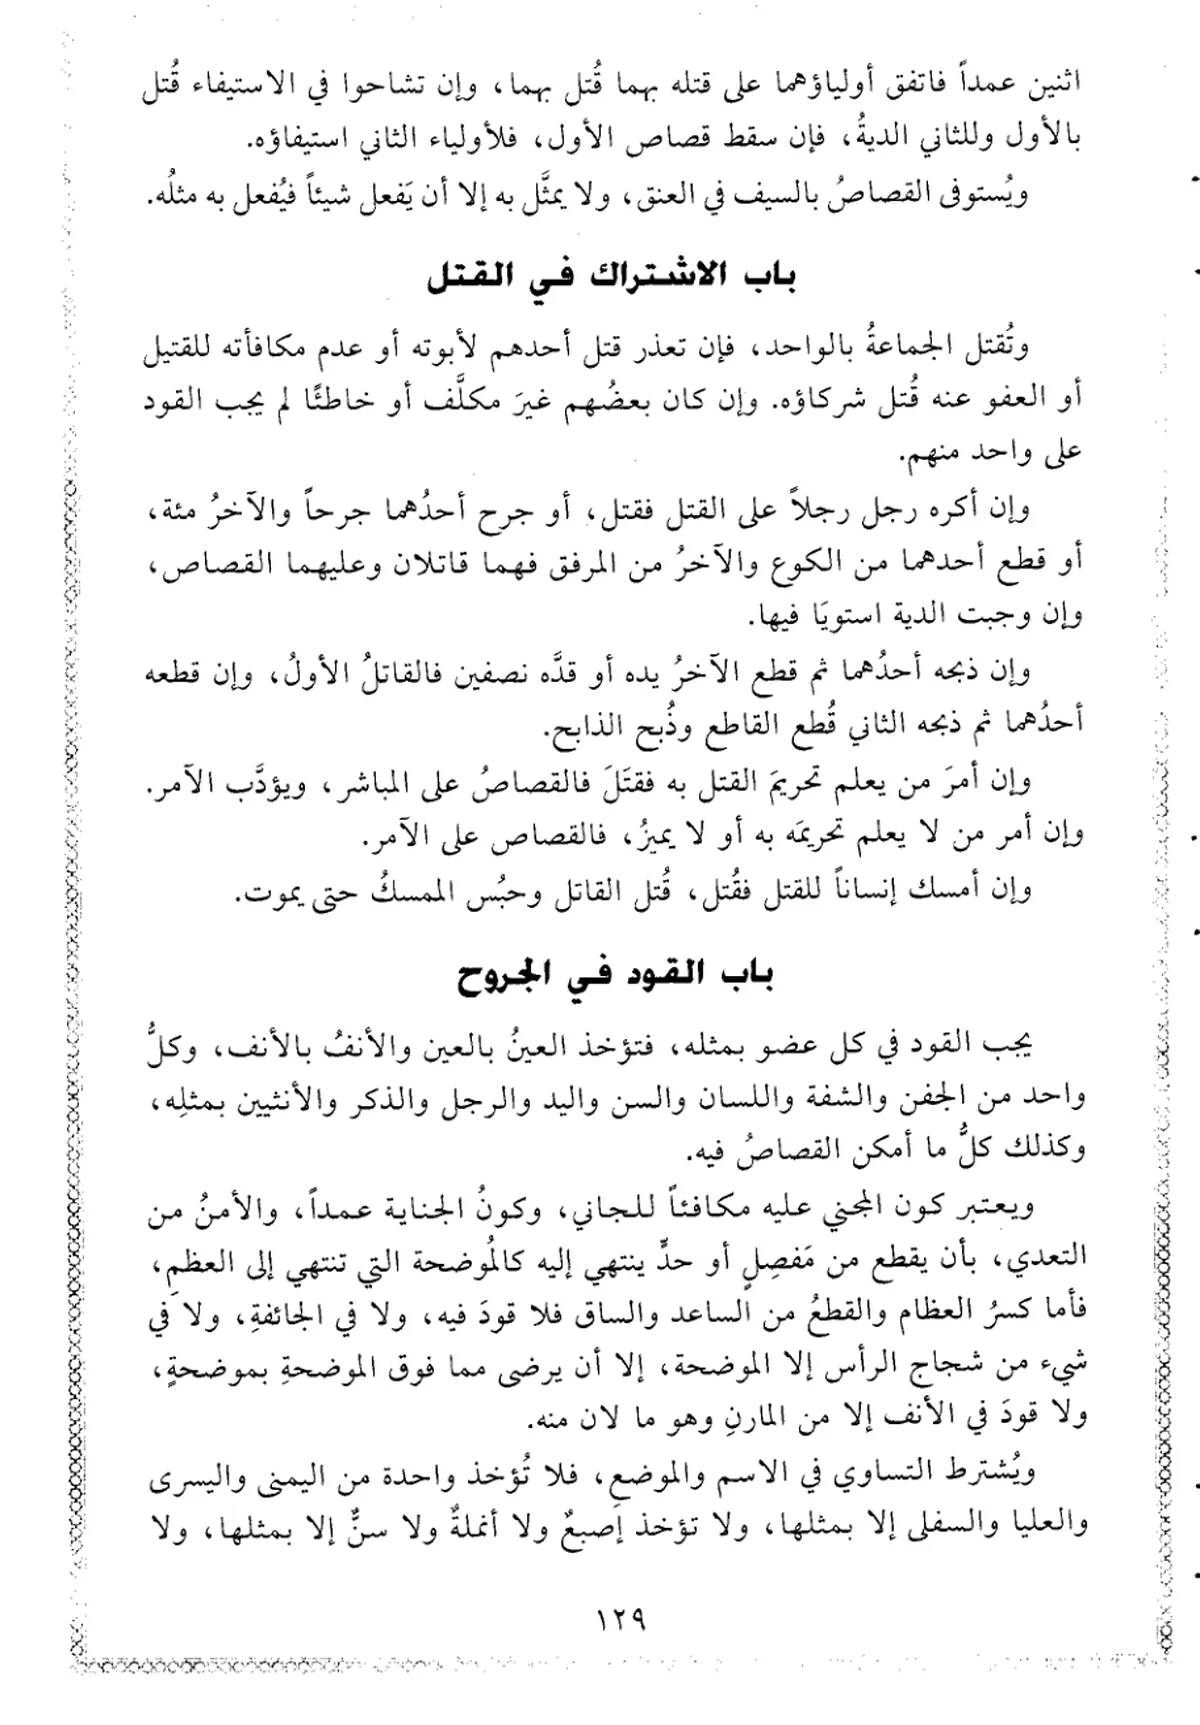 اثنين عمداً فاتفق أولياؤهما على قتله بهما قُتل بهما، وإن تشاحوا في الاستيفاء قُتل
بالأول وللثاني الديةُ، فإن سقط قصاص الأول، فلأولياء الثاني استيفاؤه.
ويُستوفى القصاصُ بالسيف في العنق، ولا يمثَّل به إلا أن يَفعل شيئاً فيُفعل به مثلُه.
باب الاشتراك في القتل
وتُقتل الجماعةُ بالواحد، فإن تعذر قتل أحدهم لأبوته أو عدم مكافأته للقتيل
أو العفو عنه قُتل شركاؤه. وإن كان بعضُهم غيرَ مكلَّف أو خاطئًا لم يجب القود
على واحد منهم.
وإن أكره رجل رجلاً على القتل فقتل، أو جرح أحدُهما جرحاً والآخرُ مئة،
أو قطع أحدهما من الكوع والآخرُ من المرفق فهما قاتلان وعليهما القصاص،
وإن وجبت الدية استويَا فيها.
وإن ذبحه أحدُهما ثم قطع الآخرُ يده أو قدَّه نصفين فالقاتلُ الأولُ، وإن قطعه
أحدُهما ثم ذبحه الثاني قُطع القاطع وذُبح الذابح.
وإن أمرَ من يعلم تحريمَ القتل به فقتَلَ فالقصاصُ على المباشر، ويؤدَّب الآمر.
وإن أمر من لا يعلم تحريمَه به أو لا يميزُ، فالقصاص على الآمر.
وإن أمسك إنساناً للقتل فقُتل، قُتل القاتل وحبُس الممسكُ حتى يموت.
باب القود في الجروح
يجب القود في كل عضو بمثله، فتؤخذ العينُ بالعين والأنفُ بالأنف، وكلُّ
واحد من الجفن والشفة واللسان والسن واليد والرجل والذكر والأنثيين بمثلِه،
وكذلك كلُّ ما أمكن القصاصُ فيه.
ويعتبر كون المجني عليه مكافئاً للجاني، وكونُ الجناية عمداً، والأمنُ من
التعدي، بأن يقطع من مَفصِلٍ أو حدٍّ ينتهي إليه كالمُوضحة التي تنتهي إلى العظمِ،
فأما كسرُ العظام والقطعُ من الساعد والساق فلا قودَ فيه، ولا في الجائفةِ، ولا في
شيء من شجاج الرأس إلا الموضحة، إلا أن يرضى مما فوق الموضحةِ بموضحةٍ،
ولا قودَ في الأنف إلا من المارنِ وهو ما لان منه.
ويُشترط التساوي في الاسم والموضعِ، فلا تُؤخذ واحدة من اليمنى واليسرى
والعليا والسفلى إلا بمثلها، ولا تؤخذ إصبعٌ ولا أنملةٌ ولا سنٌّ إلا بمثلها، ولا
١٢٩